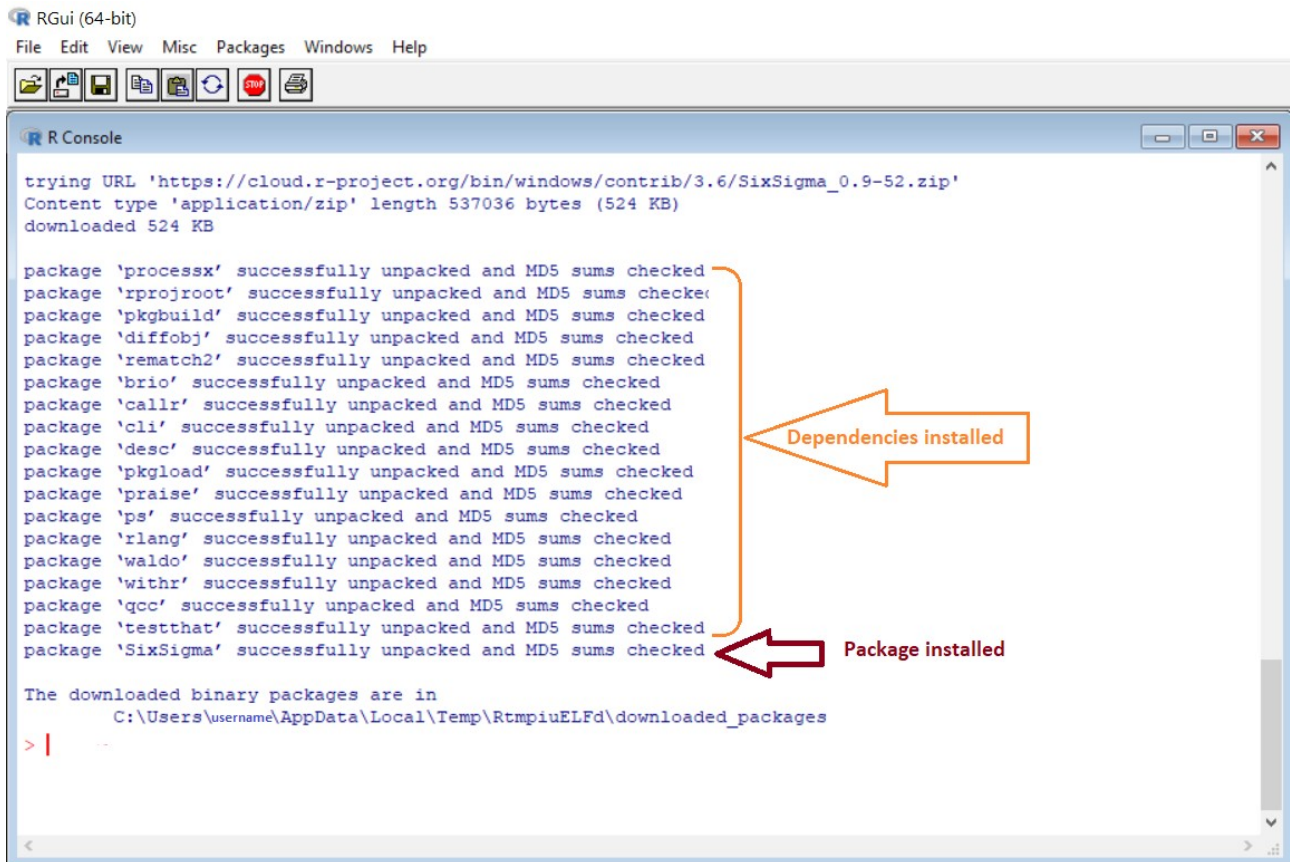 RGui (64-bit)
File Edit View Misc Packages Windows Help
STOP
R Console
trying URL 'https://cloud.r-project.org/bin/windows/contrib/3.6/SixSigma_0.9-52.zip'
Content type 'application/zip' length 537036 bytes (524 KB)
downloaded 524 KB
package ‘processx’ successfully unpacked and MD5 sums checked
package ‘rprojroot’ successfully unpacked and MD5 sums checked
package ‘pkgbuild’ successfully unpacked and MD5 sums checked
package ‘diffobj’ successfully unpacked and MD5 sums checked
package ‘rematch2’ successfully unpacked and MD5 sums checked
package ‘brio’ successfully unpacked and MD5 sums checked
package ‘callr’ successfully unpacked and MD5 sums checked
package ‘cli’ successfully unpacked and MD5 sums checked
package ‘desc’ successfully unpacked and MD5 sums checked
package ‘pkgload’ successfully unpacked and MD5 sums checked
package ‘praise’ successfully unpacked and MD5 sums checked
package ‘ps’ successfully unpacked and MD5 sums checked
package ‘rlang’ successfully unpacked and MD5 sums checked
package ‘waldo’ successfully unpacked and MD5 sums checked
package ‘withr’ successfully unpacked and MD5 sums checked
package ‘qcc’ successfully unpacked and MD5 sums checked
package ‘testthat’ successfully unpacked and MD5 sums checked
package ‘SixSigma’ successfully unpacked and MD5 sums checked
Dependencies installed
Package installed
The downloaded binary packages are in
C:\Users\username\AppData\Local\Temp\RtmpiuELFd\downloaded_packages
>